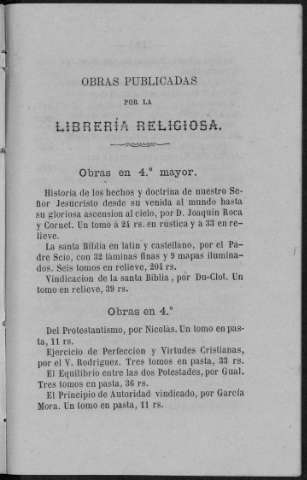 OBRAS PUBLICADAS
POR LA
LIBRERÍA RELIGIOSA.
Obras en 4.º mayor.
Historia de los hechos y doctrina de nuestro Se-
ñor Jesucristo desde su venida al mundo hasta
su gloriosa ascension al cielo, por D. Joaquin Roca
y Cornet. Un tomo á 24 rs. en rústica y á 33 en re-
lieve.
La santa Biblia en latin y castellano, por el Pa-
dre Scio, con 32 láminas finas y 9 mapas ilumina-
dos. Seis tomos en relieve, 204 rs.
Vindicacion de la santa Biblia, por Du-Clot. Un
tomo en relieve, 39 rs.
Obras en 4.º
Del Protestantismo, por Nicolas. Un tomo en pas-
ta, 11 rs.
Ejercicio de Perfeccion y Virtudes Cristianas,
por el V. Rodriguez. Tres tomos en pasta, 33 rs.
El Equilibrio entre las dos Potestades, por Gual.
Tres tomos en pasta, 36 rs.
El Principio de Autoridad vindicado, por García
Mora. Un tomo en pasta, 11 rs.